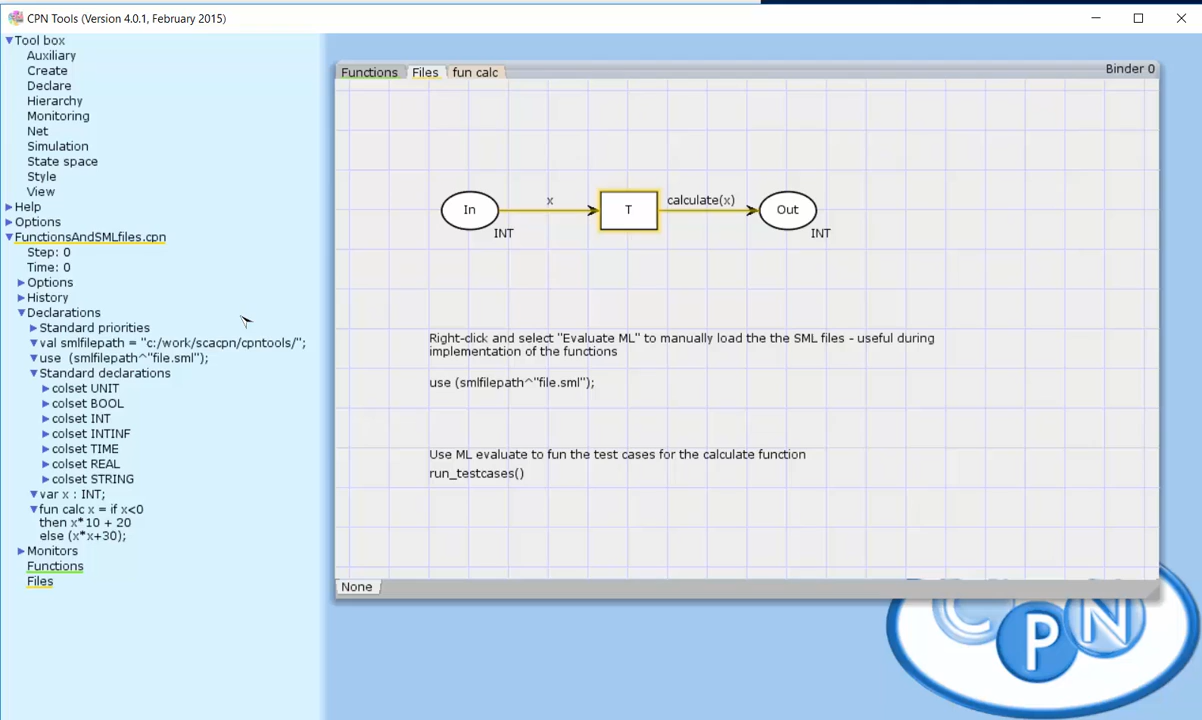 CPN Tools (Version 4.0.1, February 2015)
Tool box
Auxiliary
Create
Declare
Hierarchy
Monitoring
Net
Simulation
State space
Style
View
Help
Options
FunctionsAndSMLfiles.cpn
Step: 0
Time: 0
Options
History
Declarations
Standard priorities
val smlfilepath = "c:/work/scacpn/cpntools/";
use (smlfilepath^"file.sml");
Standard declarations
colset UNIT
colset BOOL
colset INT
colset INTINF
colset TIME
colset REAL
colset STRING
var x : INT;
fun calc x = if x<0
then x*10 + 20
else (x*x+30);
Monitors
Functions
Files
Functions Files fun calc Binder 0
In x T calculate(x) Out
INT INT
Right-click and select "Evaluate ML" to manually load the the SML files - useful during
implementation of the functions
use (smlfilepath^"file.sml");
Use ML evaluate to fun the test cases for the calculate function
run_testcases()
None
CPN